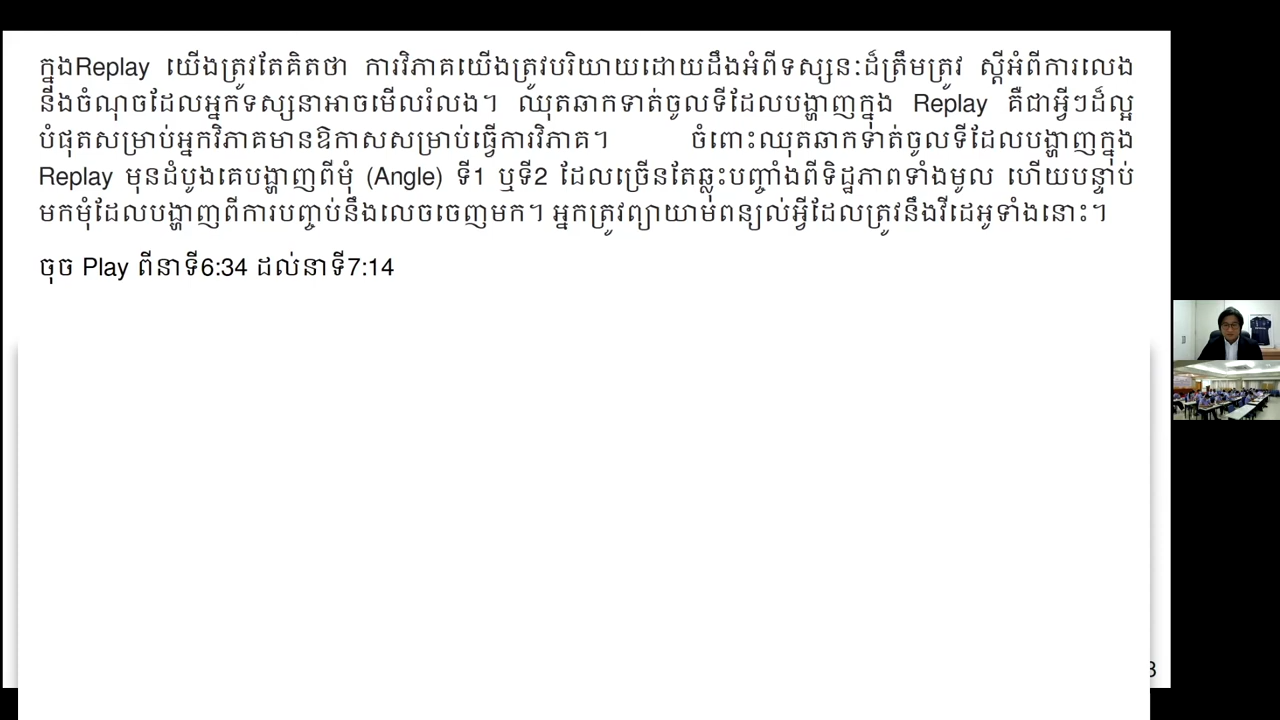 ក្នុងReplay យើងត្រូវតែគិតថា ការវិភាគយើងត្រូវបរិយាយដោយដឹងអំពីទស្សនៈដ៏ត្រឹមត្រូវ ស្ដីអំពីការលេង
និងចំណុចដែលអ្នកទស្សនាអាចមើលរំលង។ ឈុតឆាកទាត់ចូលទីដែលបង្ហាញក្នុង Replay គឺជាអ្វីៗដ៏ល្អ
បំផុតសម្រាប់អ្នកវិភាគមានឱកាសសម្រាប់ធ្វើការវិភាគ។ ចំពោះឈុតឆាកទាត់ចូលទីដែលបង្ហាញក្នុង
Replay មុនដំបូងគេបង្ហាញពីមុំ (Angle) ទី1 ឬទី2 ដែលច្រើនតែឆ្លុះបញ្ចាំងពីទិដ្ឋភាពទាំងមូល ហើយបន្ទាប់
មកមុំដែលបង្ហាញពីការបញ្ចប់នឹងលេចចេញមក។ អ្នកត្រូវព្យាយាមពន្យល់អ្វីដែលត្រូវនឹងវីដេអូទាំងនោះ។
ចុច Play ពីនាទី6:34 ដល់នាទី7:14
3